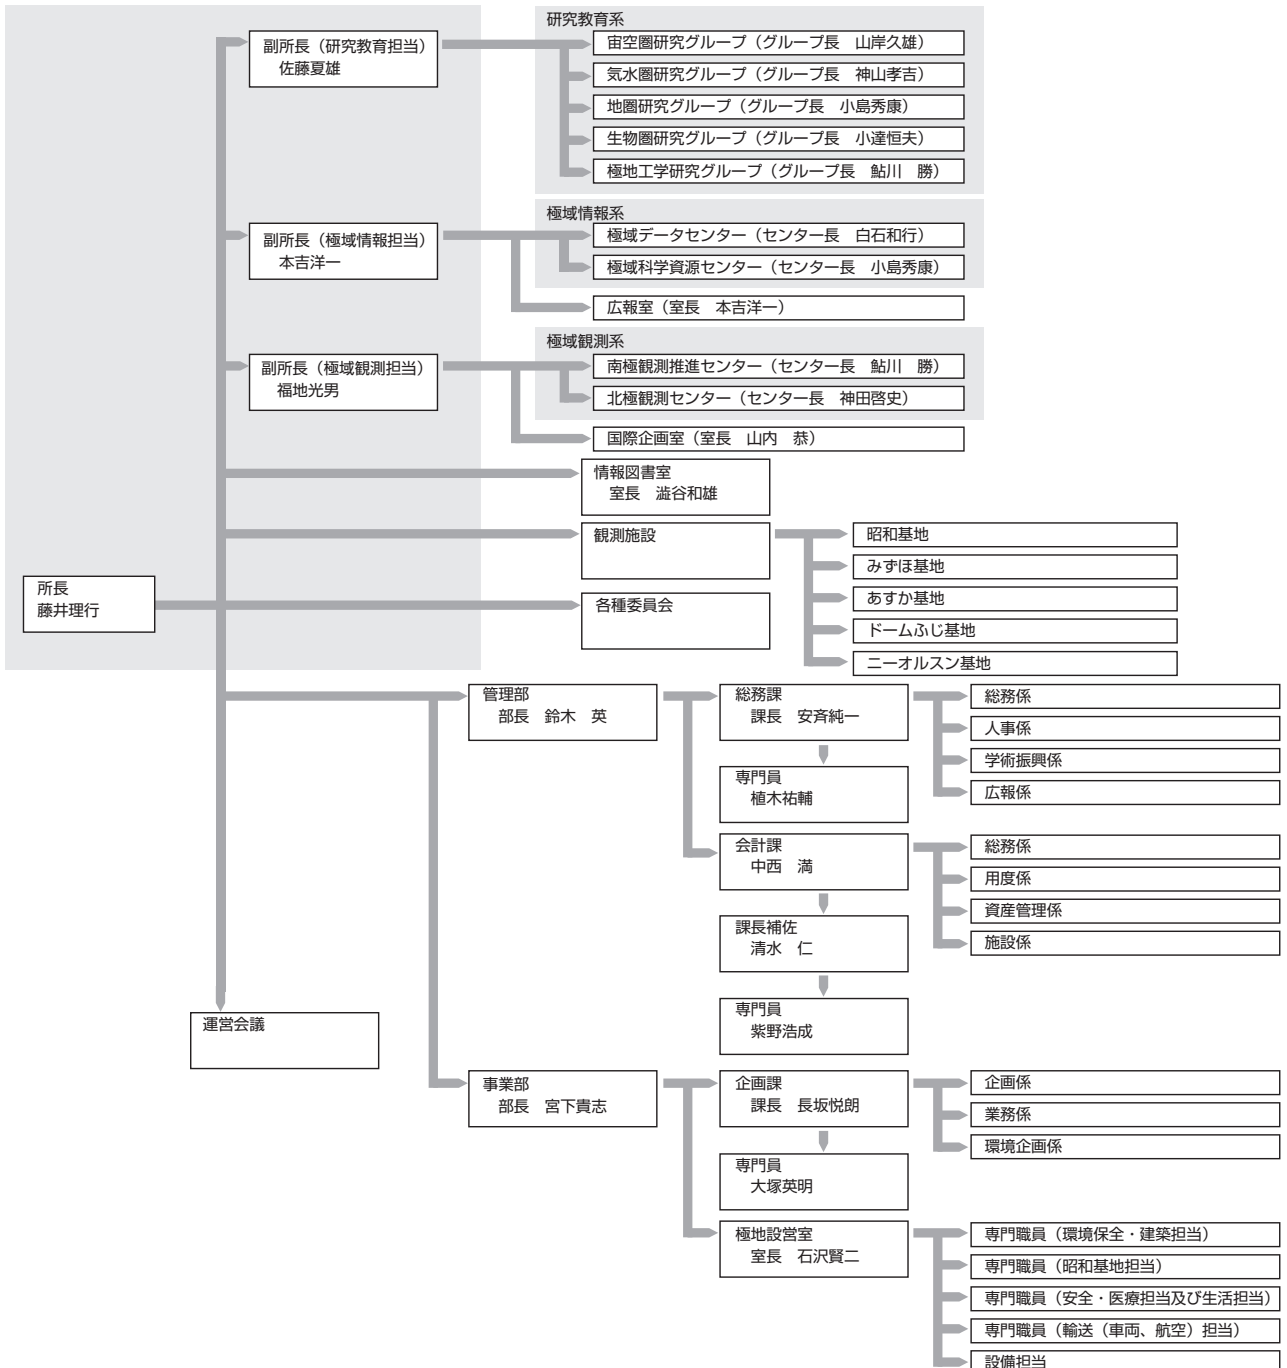 研究教育系
副所長（研究教育担当）
佐藤夏雄
宙空圏研究グループ（グループ長　山岸久雄）
気水圏研究グループ（グループ長　神山孝吉）
地圏研究グループ（グループ長　小島秀康）
生物圏研究グループ（グループ長　小達恒夫）
極地工学研究グループ（グループ長　鮎川　勝）
極域情報系
副所長（極域情報担当）
本吉洋一
極域データセンター（センター長　白石和行）
極域科学資源センター（センター長　小島秀康）
広報室（室長　本吉洋一）
極域観測系
副所長（極域観測担当）
福地光男
南極観測推進センター（センター長　鮎川　勝）
北極観測センター（センター長　神田啓史）
国際企画室（室長　山内　恭）
情報図書室
室長　澁谷和雄
観測施設
昭和基地
みずほ基地
あすか基地
ドームふじ基地
ニーオルスン基地
所長
藤井理行
各種委員会
管理部
部長　鈴木　英
総務課
課長　安斉純一
総務係
人事係
学術振興係
広報係
専門員
植木祐輔
会計課
中西　満
総務係
用度係
資産管理係
施設係
課長補佐
清水　仁
専門員
紫野浩成
運営会議
事業部
部長　宮下貴志
企画課
課長　長坂悦朗
企画係
業務係
環境企画係
専門員
大塚英明
極地設営室
室長　石沢賢二
専門職員（環境保全・建築担当）
専門職員（昭和基地担当）
専門職員（安全・医療担当及び生活担当）
専門職員（輸送（車両、航空）担当）
設備担当